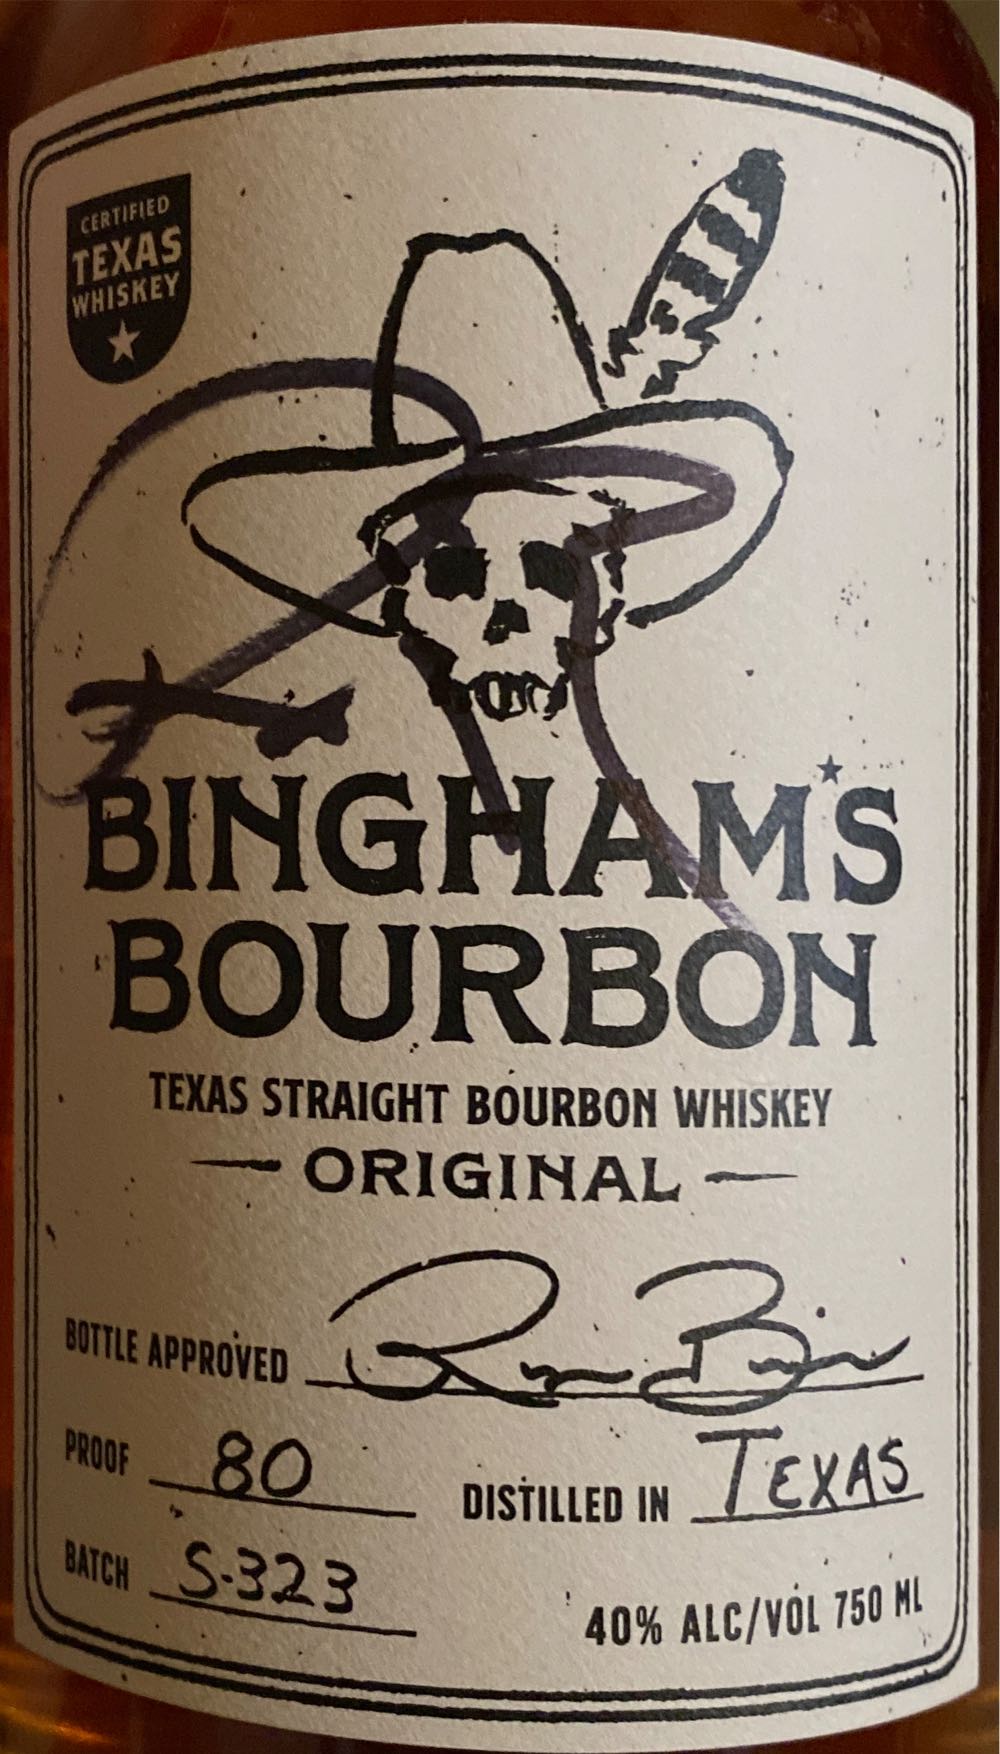 CERTIFIED
TEXAS
WHISKEY
BINGHAM'S
BOURBON
TEXAS STRAIGHT BOURBON WHISKEY
ORIGINAL
BOTTLE APPROVED
PROOF 80 DISTILLED IN TEXAS
BATCH S-323
40% ALC/VOL 750 ML